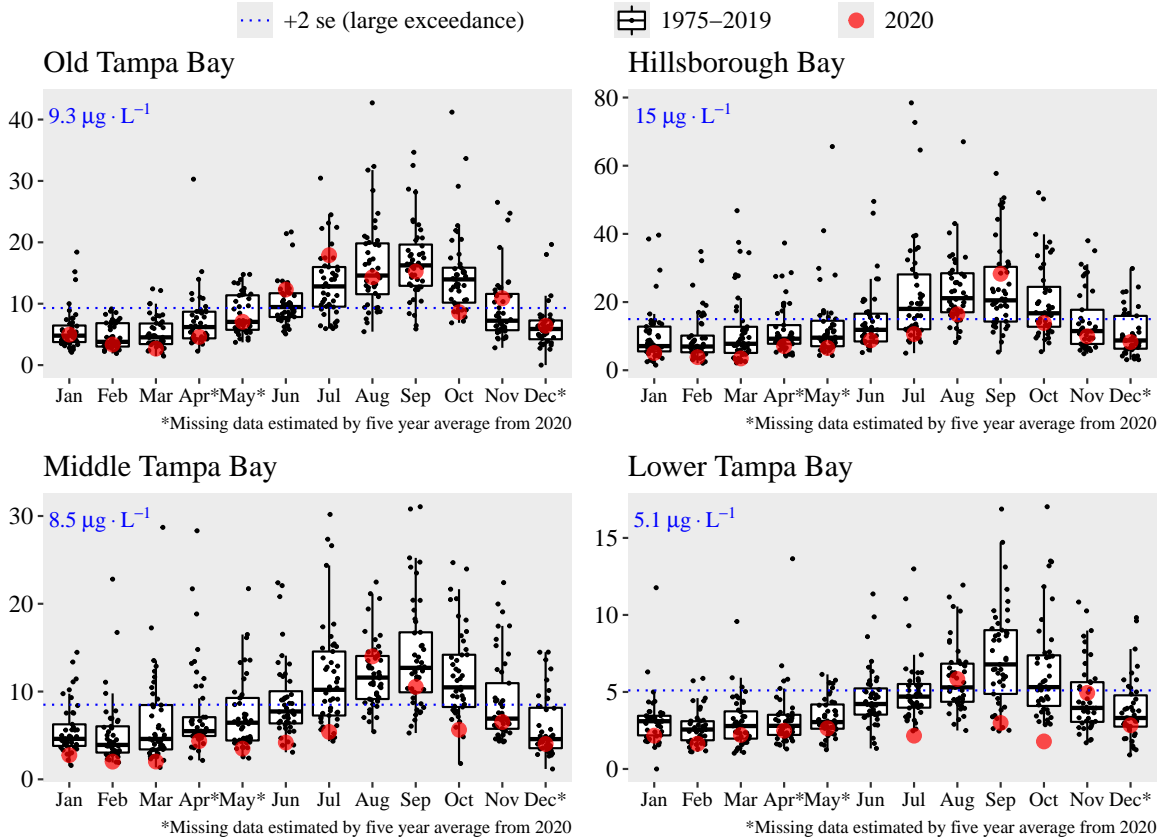 +2 se (large exceedance) 1975–2019 2020
Old Tampa Bay
9.3 μg · L⁻¹
40
30
20
10
0
Jan Feb Mar Apr* May* Jun Jul Aug Sep Oct Nov Dec*
*Missing data estimated by five year average from 2020
Hillsborough Bay
15 μg · L⁻¹
80
60
40
20
0
Jan Feb Mar Apr* May* Jun Jul Aug Sep Oct Nov Dec*
*Missing data estimated by five year average from 2020
Middle Tampa Bay
8.5 μg · L⁻¹
30
20
10
0
Jan Feb Mar Apr* May* Jun Jul Aug Sep Oct Nov Dec*
*Missing data estimated by five year average from 2020
Lower Tampa Bay
5.1 μg · L⁻¹
15
10
5
0
Jan Feb Mar Apr* May* Jun Jul Aug Sep Oct Nov Dec*
*Missing data estimated by five year average from 2020